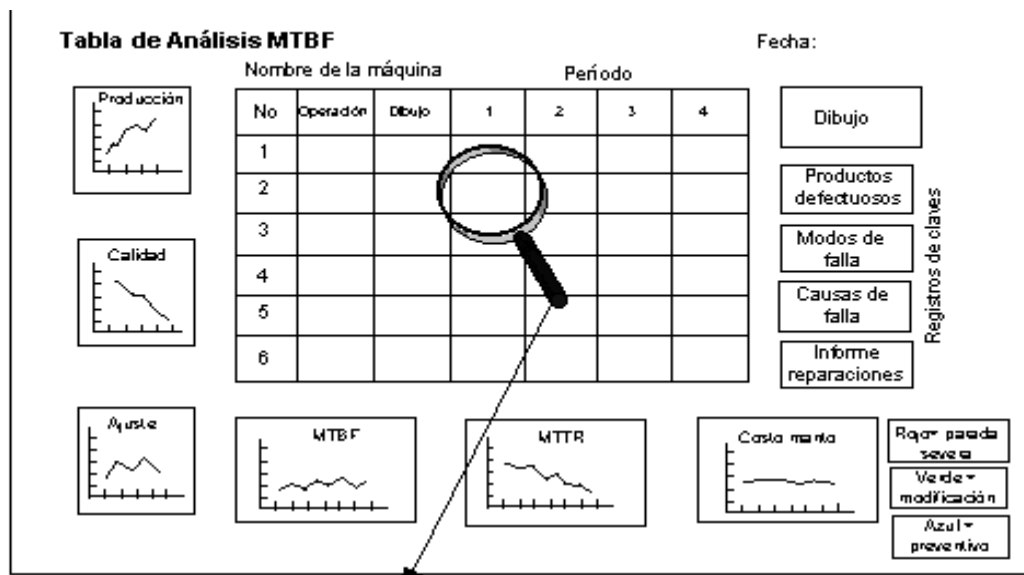 Tabla de Análisis MTBF
Fecha:
Nombre de la máquina
Período
Producción
No Operación Dibujo 1 2 3 4
1
2
3
4
5
6
Calidad
Ajuste
MTBF
MTTR
Costo manto
Dibujo
Productos
defectuosos
Modos de
falla
Causas de
falla
Informe
reparaciones
Registros de claves
Rojo= parada
severa
Verde=
modificación
Azul=
preventivo